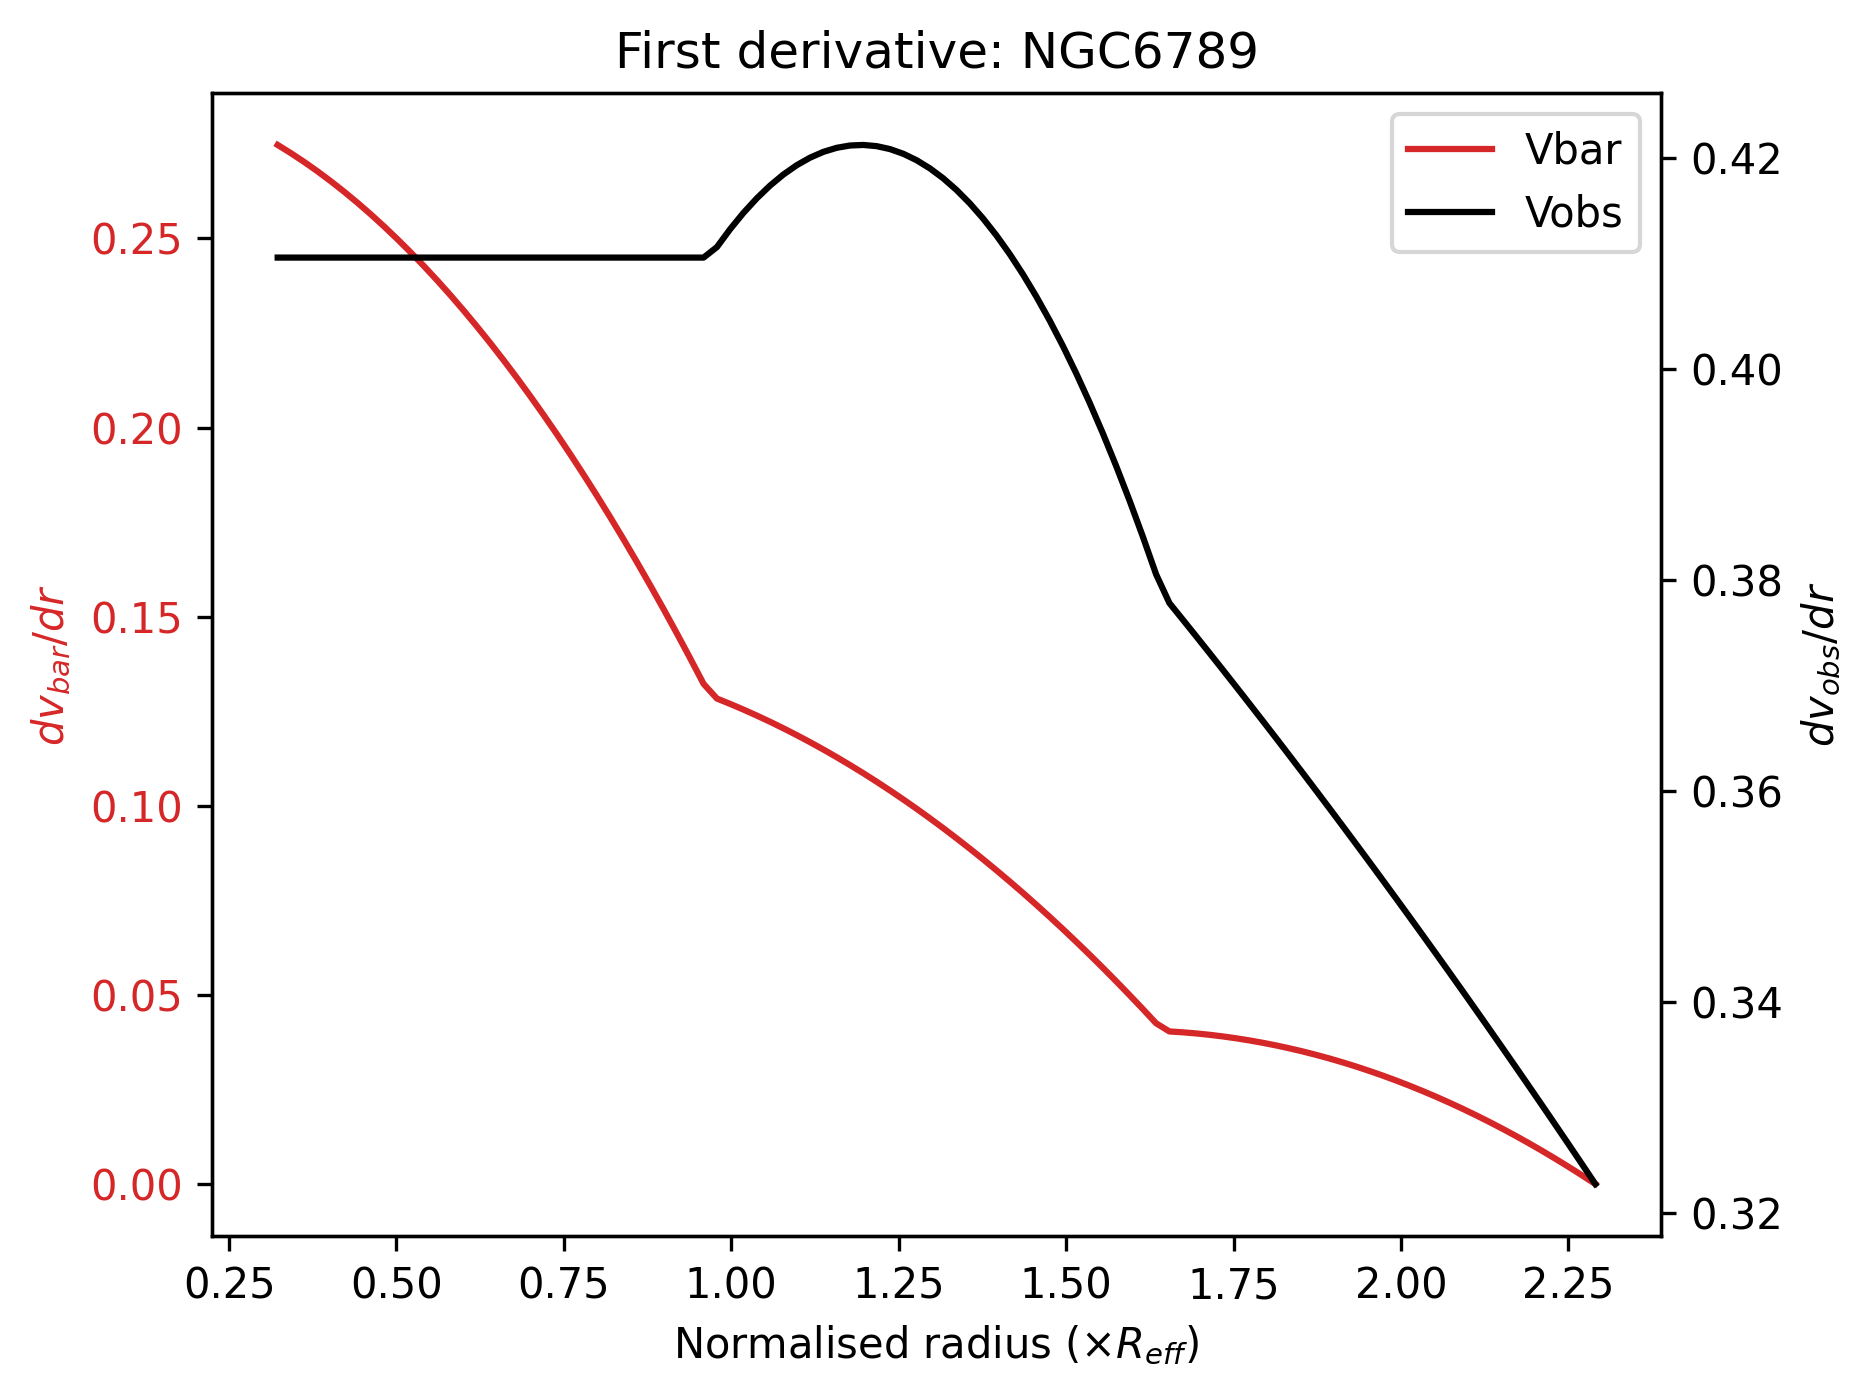 First derivative: NGC6789
Vbar
Vobs
0.25
0.20
0.15
0.10
0.05
0.00
dv_bar/dr
0.42
0.40
0.38
0.36
0.34
0.32
dv_obs/dr
0.25 0.50 0.75 1.00 1.25 1.50 1.75 2.00 2.25
Normalised radius (×R_eff)